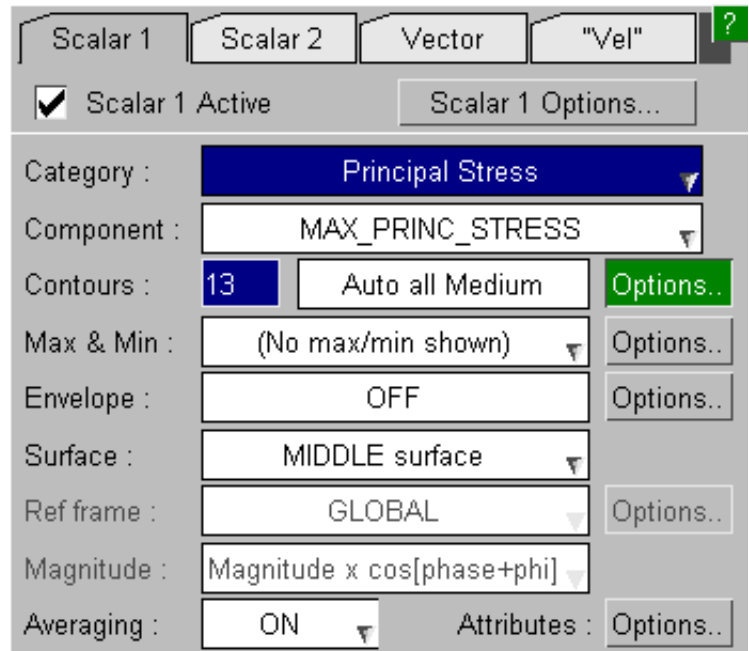 Scalar 1 Scalar 2 Vector "Vel" ?
Scalar 1 Active Scalar 1 Options...
Category : Principal Stress
Component : MAX_PRINC_STRESS
Contours : 13 Auto all Medium Options..
Max & Min : (No max/min shown) Options..
Envelope : OFF Options..
Surface : MIDDLE surface
Ref frame : GLOBAL Options..
Magnitude : Magnitude x cos[phase+phi]
Averaging : ON Attributes : Options..